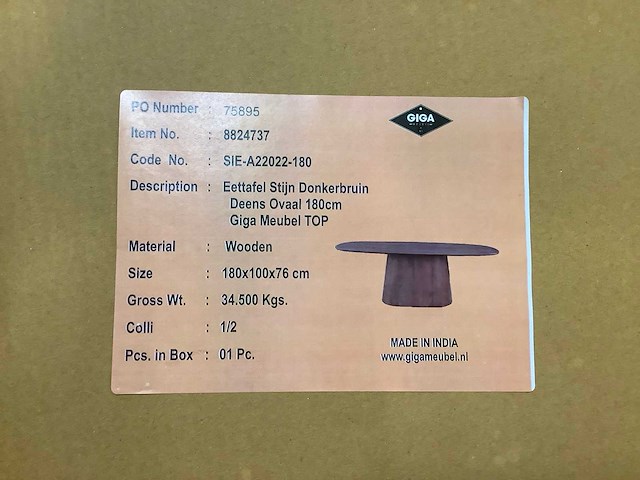 PO Number : 75895
Item No. : 8824737
Code No. : SIE-A22022-180
Description : Eettafel Stijn Donkerbruin
Deens Ovaal 180cm
Giga Meubel TOP
Material : Wooden
Size : 180x100x76 cm
Gross Wt. : 34.500 Kgs.
Colli : 1/2
Pcs. in Box : 01 Pc.
GIGA
MADE IN INDIA
www.gigameubel.nl